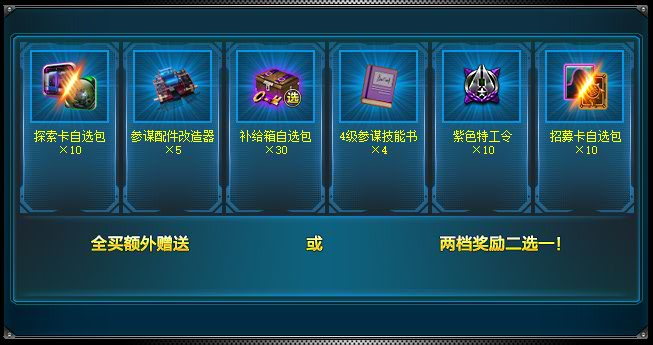 选
探索卡自选包
×10
参谋配件改造器
×5
补给箱自选包
×30
4级参谋技能书
×4
紫色特工令
×10
招募卡自选包
×10
全买额外赠送 或 两档奖励二选一！